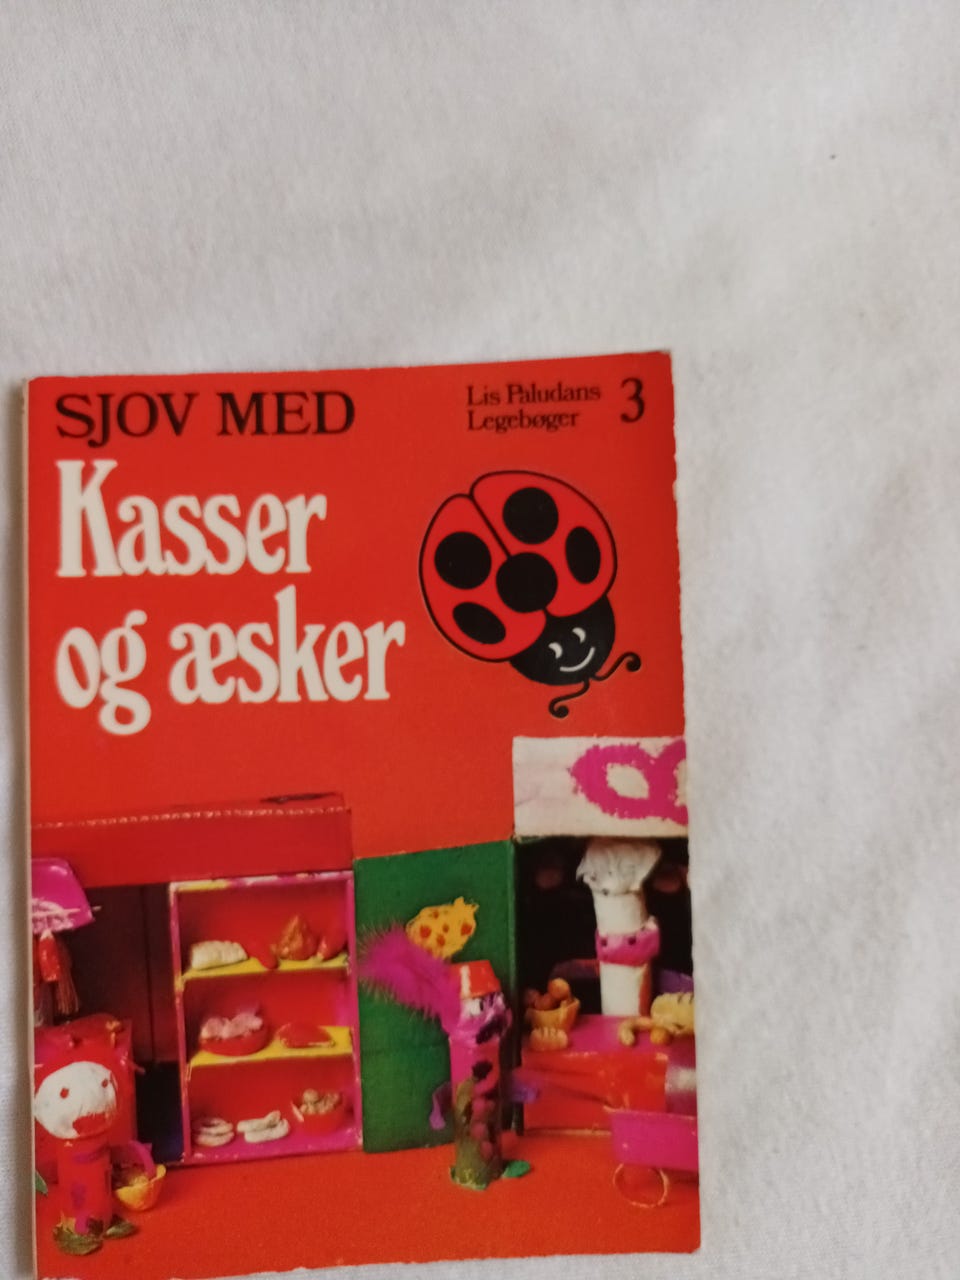 SJOV MED
Kasser
og æsker
Lis Paludans
Legebøger 3